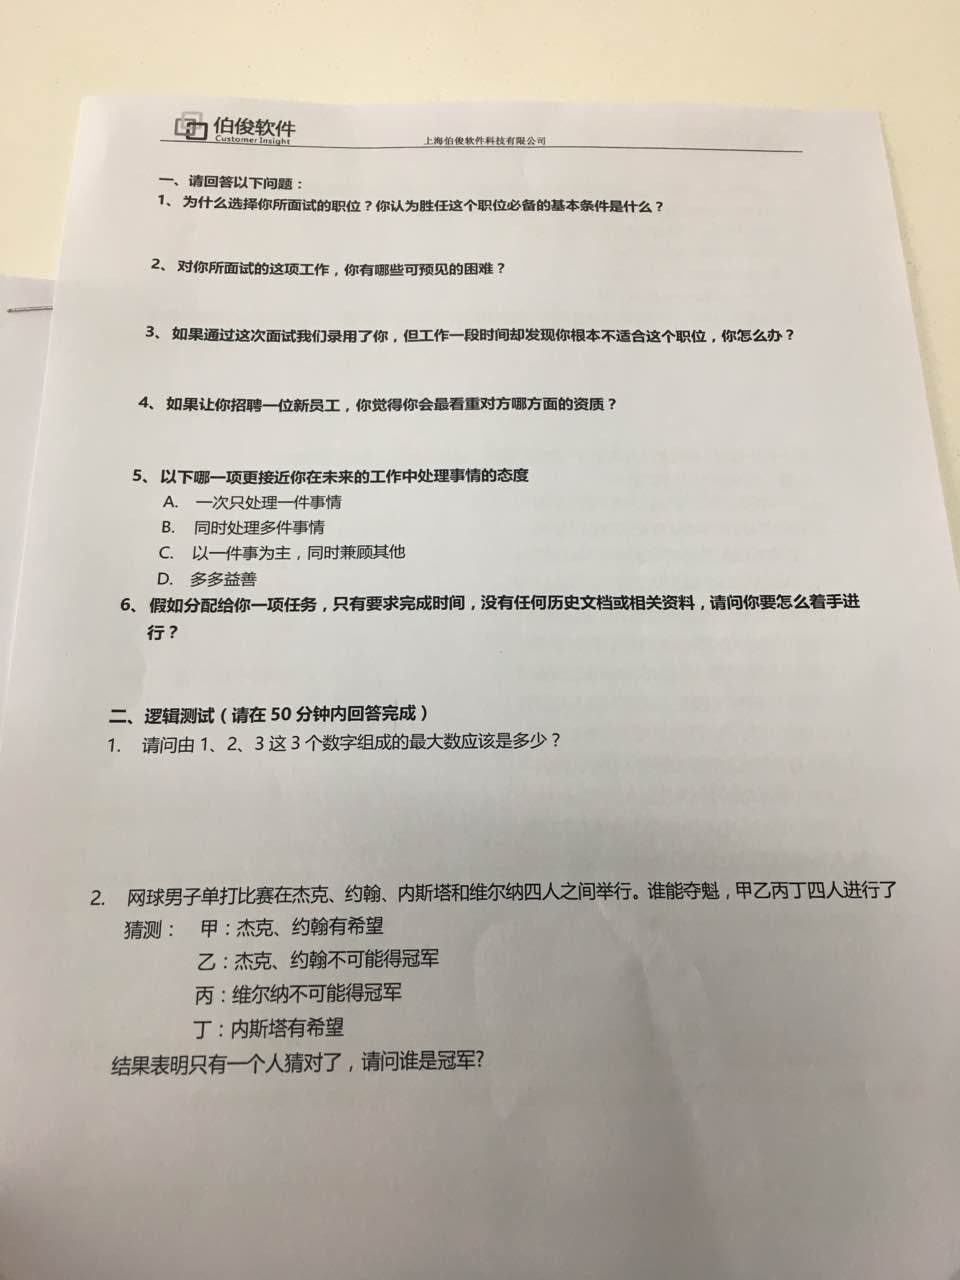 伯俊软件
Customer Insight
上海伯俊软件科技有限公司
一、请回答以下问题：
1、为什么选择你所面试的职位？你认为胜任这个职位必备的基本条件是什么？
2、对你所面试的这项工作，你有哪些可预见的困难？
3、如果通过这次面试我们录用了你，但工作一段时间却发现你根本不适合这个职位，你怎么办？
4、如果让你招聘一位新员工，你觉得你会最看重对方哪方面的资质？
5、以下哪一项更接近你在未来的工作中处理事情的态度
A. 一次只处理一件事情
B. 同时处理多件事情
C. 以一件事为主，同时兼顾其他
D. 多多益善
6、假如分配给你一项任务，只有要求完成时间，没有任何历史文档或相关资料，请问你要怎么着手进
行？
二、逻辑测试（请在 50 分钟内回答完成）
1. 请问由 1、2、3 这 3 个数字组成的最大数应该是多少？
2. 网球男子单打比赛在杰克、约翰、内斯塔和维尔纳四人之间举行。谁能夺魁，甲乙丙丁四人进行了
猜测： 甲：杰克、约翰有希望
乙：杰克、约翰不可能得冠军
丙：维尔纳不可能得冠军
丁：内斯塔有希望
结果表明只有一个人猜对了，请问谁是冠军?